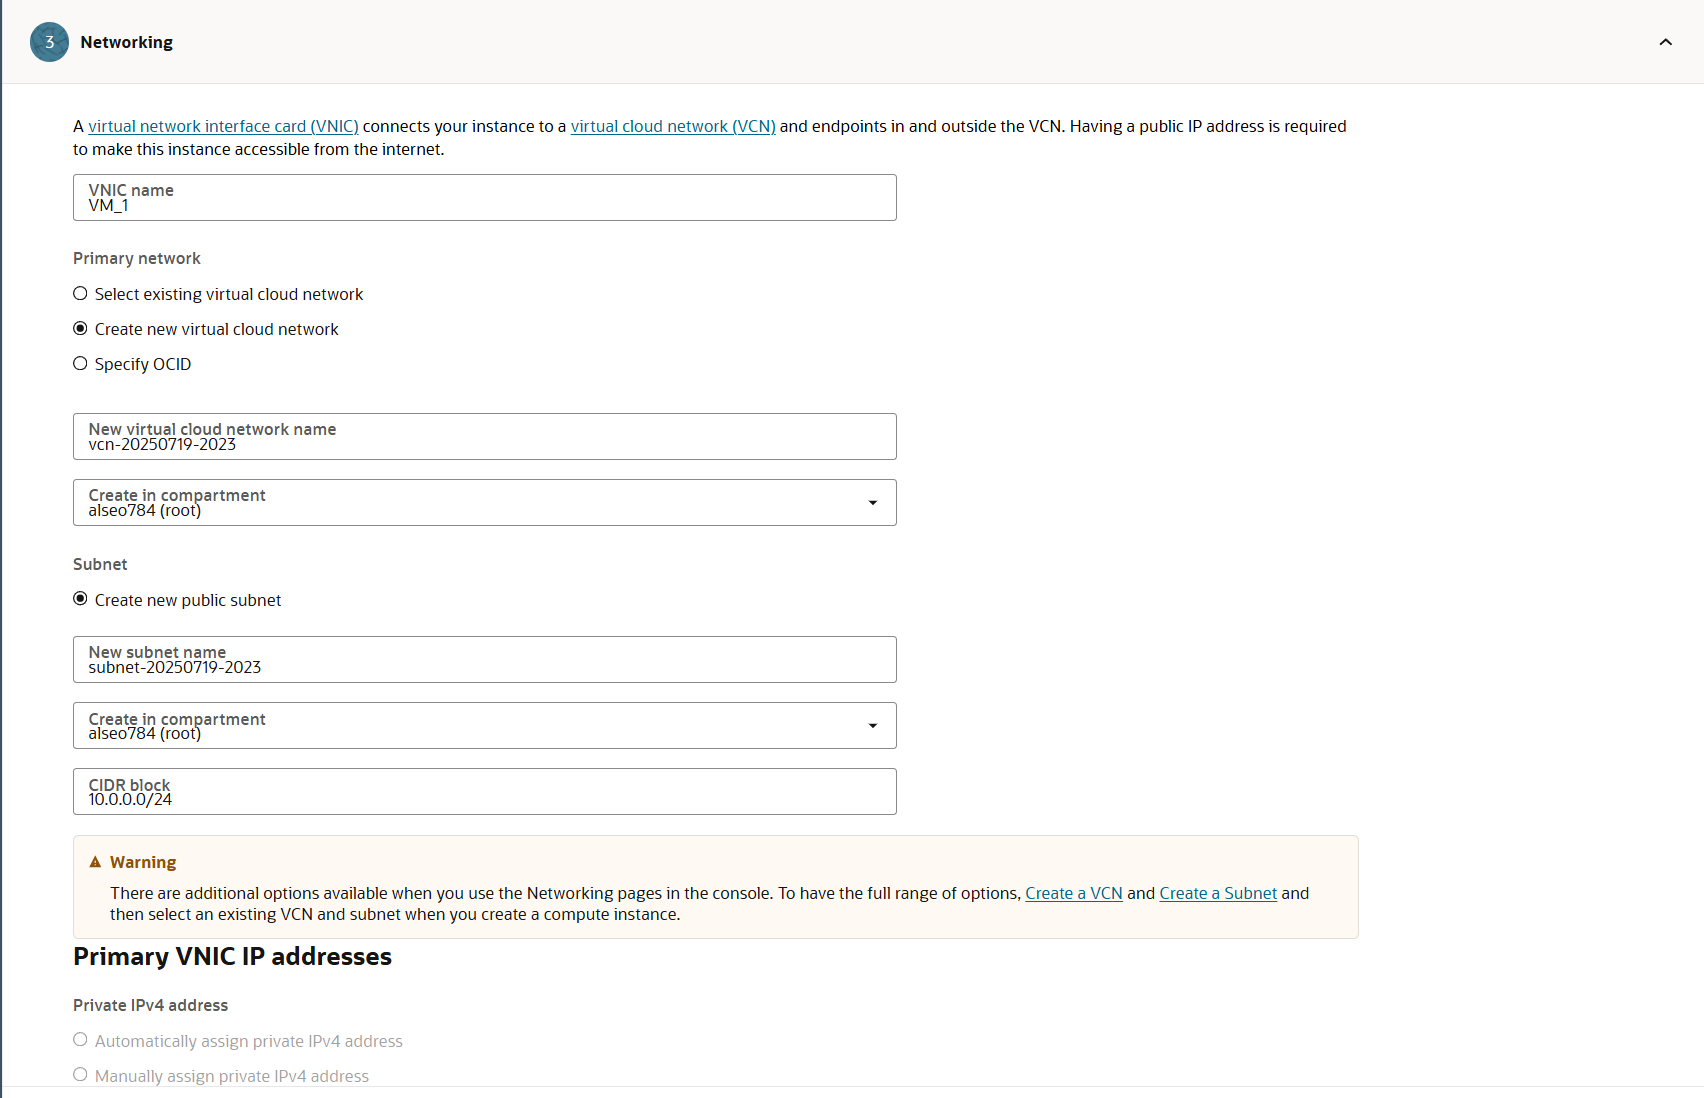 3 Networking
A virtual network interface card (VNIC) connects your instance to a virtual cloud network (VCN) and endpoints in and outside the VCN. Having a public IP address is required
to make this instance accessible from the internet.
VNIC name
VM_1
Primary network
Select existing virtual cloud network
Create new virtual cloud network
Specify OCID
New virtual cloud network name
vcn-20250719-2023
Create in compartment
alseo784 (root)
Subnet
Create new public subnet
New subnet name
subnet-20250719-2023
Create in compartment
alseo784 (root)
CIDR block
10.0.0.0/24
Warning
There are additional options available when you use the Networking pages in the console. To have the full range of options, Create a VCN and Create a Subnet and
then select an existing VCN and subnet when you create a compute instance.
Primary VNIC IP addresses
Private IPv4 address
Automatically assign private IPv4 address
Manually assign private IPv4 address